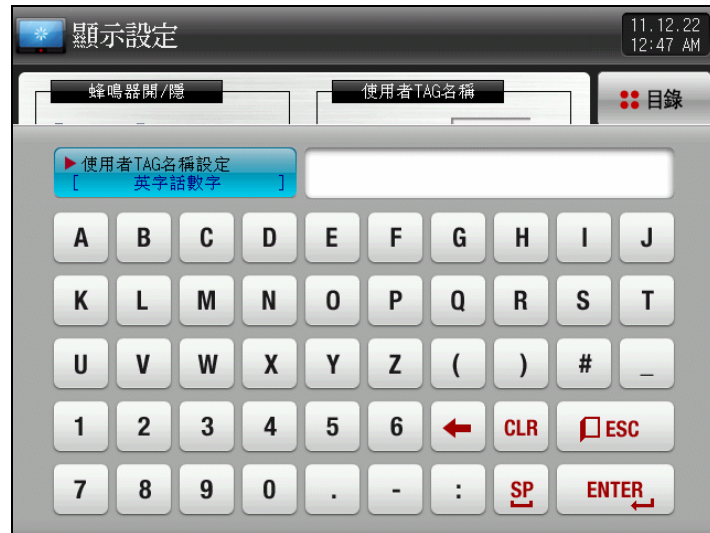 顯示設定
11.12.22
12:47 AM
蜂鳴器開/隱
使用者TAG名稱
目錄
使用者TAG名稱設定
[ 英字話數字 ]
A B C D E F G H I J
K L M N O P Q R S T
U V W X Y Z ( ) # _
1 2 3 4 5 6 ← CLR ESC
7 8 9 0 . - : SP ENTER